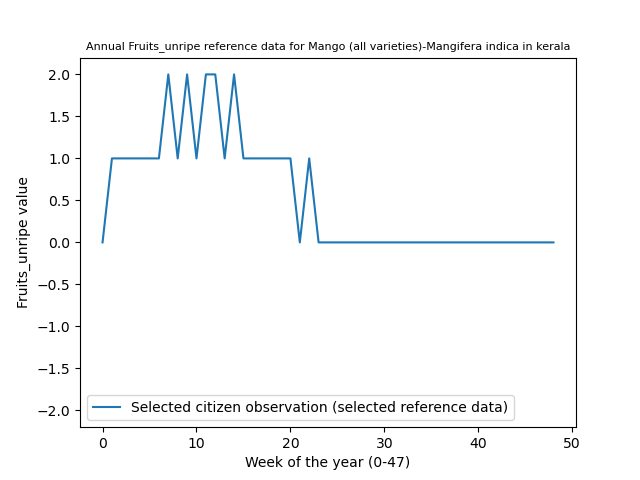 Annual Fruits_unripe reference data for Mango (all varieties)-Mangifera indica in kerala
2.0
1.5
1.0
0.5
0.0
−0.5
−1.0
−1.5
−2.0
Fruits_unripe value
Selected citizen observation (selected reference data)
0 10 20 30 40 50
Week of the year (0-47)